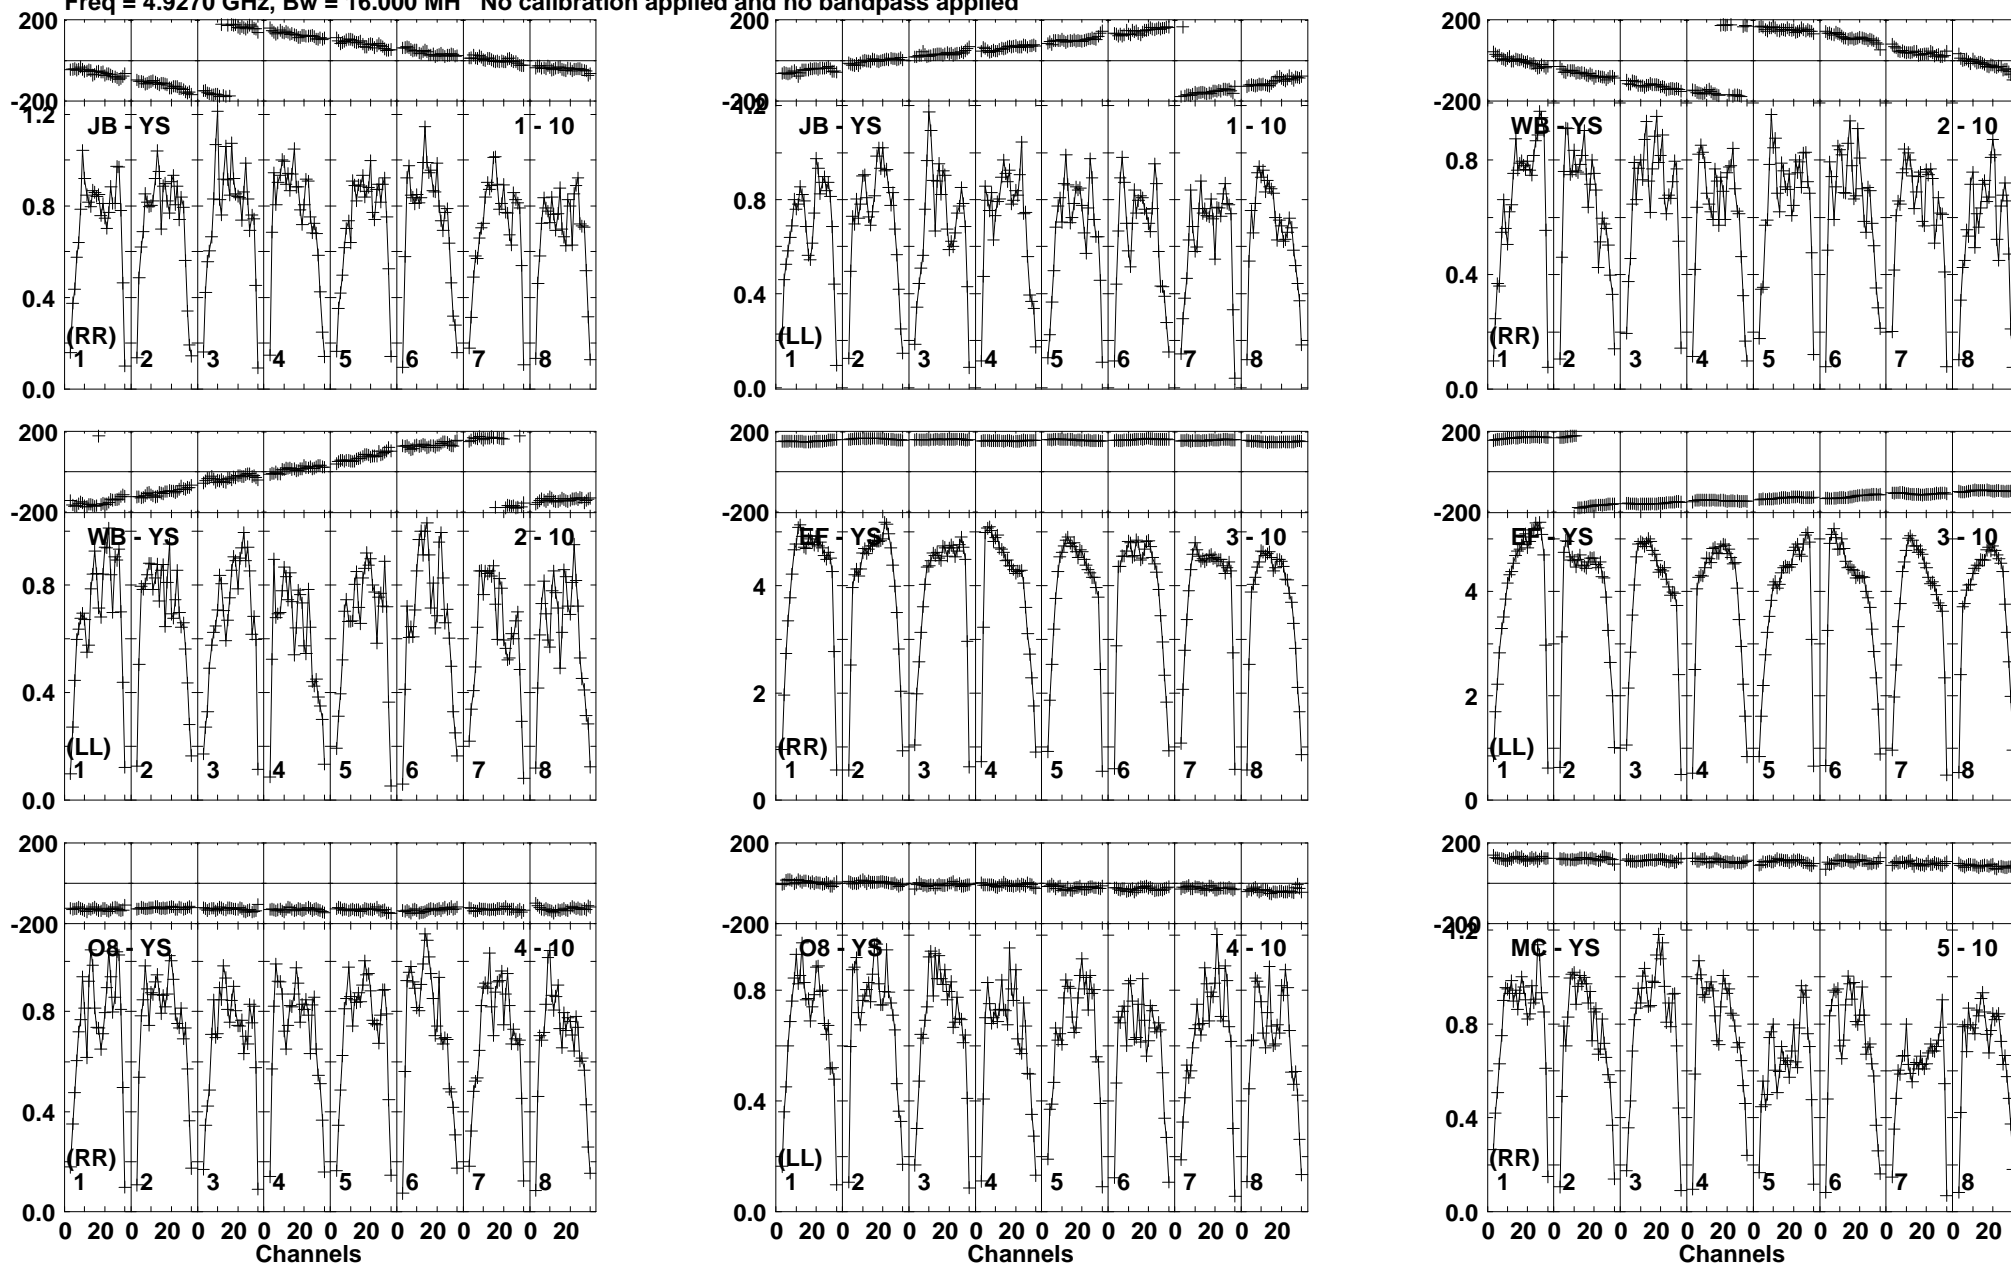 Freq = 4.9270 GHz, Bw = 16.000 MH No calibration applied and no bandpass applied
200 200 200
-200 -200 -200
1.2 1.2
JB - YS 1 - 10 JB - YS 1 - 10 WB - YS 2 - 10
0.8 0.8 0.8
0.4 0.4 0.4
(RR) (LL) (RR)
1 2 3 4 5 6 7 8 1 2 3 4 5 6 7 8 1 2 3 4 5 6 7 8
0.0 0.0 0.0
200 200 200
-200 -200 -200
WB - YS 2 - 10 EF - YS 3 - 10 EF - YS 3 - 10
0.8 4 4
0.4 2 2
(LL) (RR) (LL)
1 2 3 4 5 6 7 8 1 2 3 4 5 6 7 8 1 2 3 4 5 6 7 8
0.0 0 0
200 200 200
-200 -200 -200
1.2
O8 - YS 4 - 10 O8 - YS 4 - 10 MC - YS 5 - 10
0.8 0.8 0.8
0.4 0.4 0.4
(RR) (LL) (RR)
1 2 3 4 5 6 7 8 1 2 3 4 5 6 7 8 1 2 3 4 5 6 7 8
0.0 0.0 0.0
0 20 0 20 0 20 0 20 0 20 0 20 0 20 0 20 0 20 0 20 0 20 0 20 0 20 0 20 0 20 0 20 0 20 0 20 0 20 0 20 0 20 0 20 0 20 0 20
Channels Channels Channels